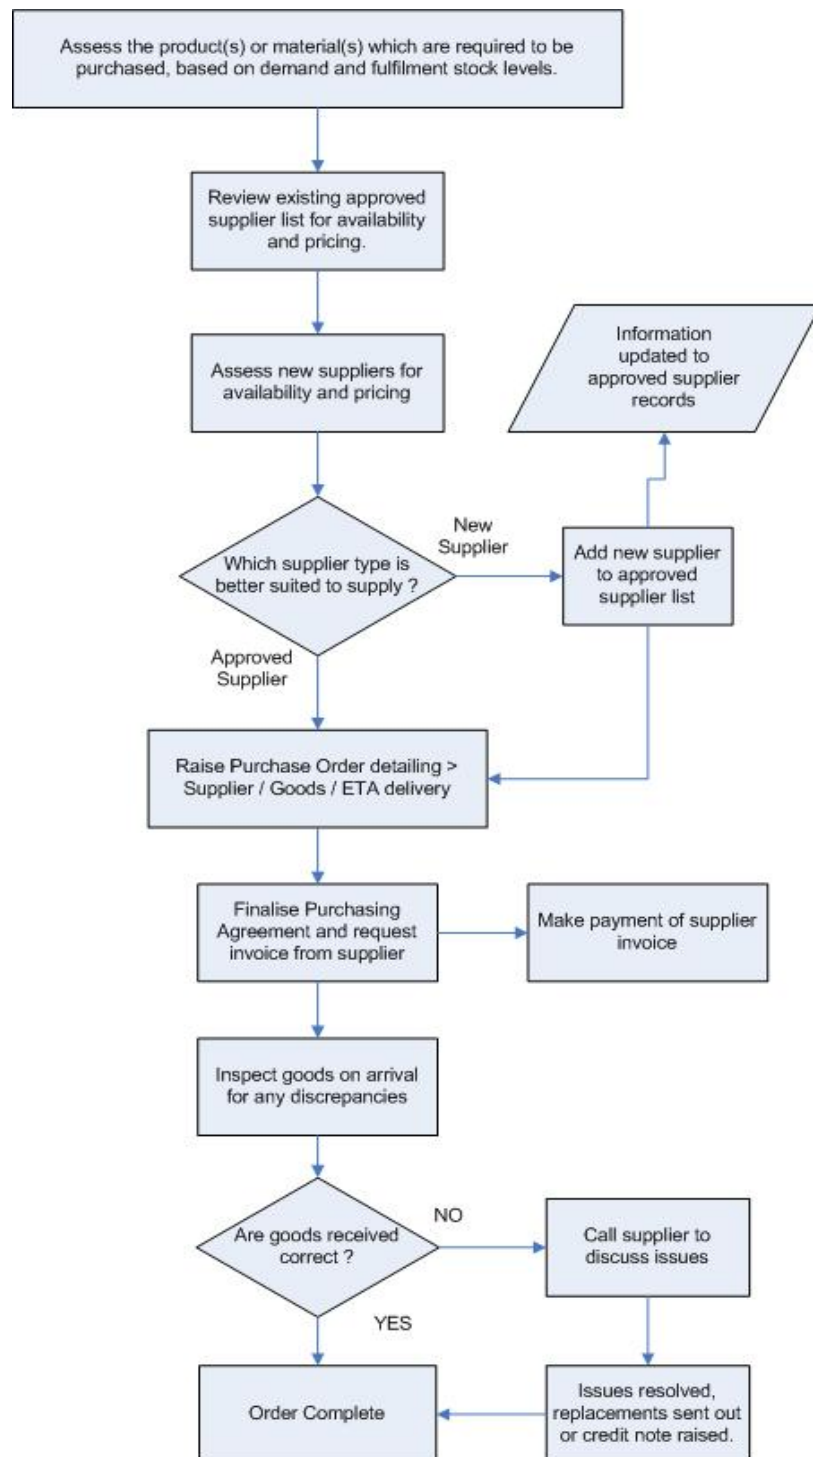 Assess the product(s) or material(s) which are required to be
purchased, based on demand and fulfilment stock levels.
Review existing approved
supplier list for availability
and pricing.
Assess new suppliers for
availability and pricing
Information
updated to
approved supplier
records
Which supplier type is
better suited to supply ?
New
Supplier
Add new supplier
to approved
supplier list
Approved
Supplier
Raise Purchase Order detailing >
Supplier / Goods / ETA delivery
Finalise Purchasing
Agreement and request
invoice from supplier
Make payment of supplier
invoice
Inspect goods on arrival
for any discrepancies
Are goods received
correct ?
NO
Call supplier to
discuss issues
YES
Order Complete
Issues resolved,
replacements sent out
or credit note raised.